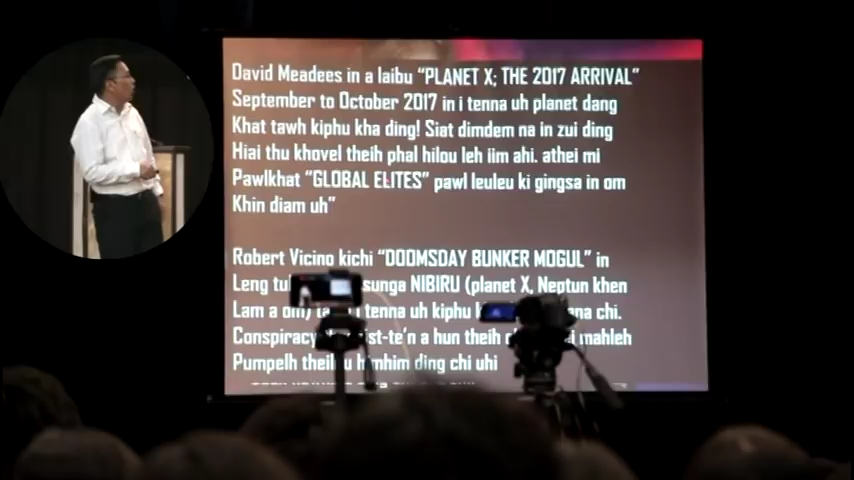 David Meadees in a laibu “PLANET X; THE 2017 ARRIVAL”
September to October 2017 in i tenna uh planet dang
Khat tawh kiphu kha ding! Siat dimdem na in zui ding
Hiai thu khovel theih phal hilou leh iim ahi. athei mi
Pawlkhat “GLOBAL ELITES” pawl leuleu ki gingsa in om
Khin diam uh”
Robert Vicino kichi “DOOMSDAY BUNKER MOGUL” in
Leng sunga NIBIRU (planet X, Neptun khen
Lam a om) i tenna uh kiphu chi.
Conspiracy a hun theih mahleh
Pumpelh ding chi uhi